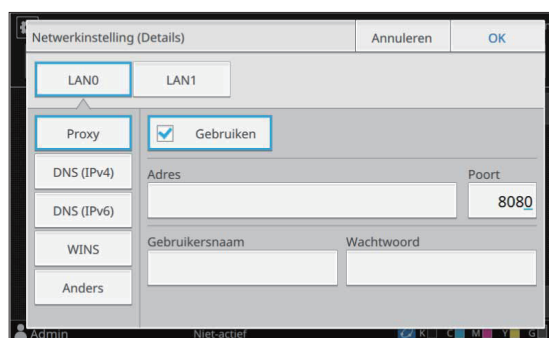 Netwerkinstelling (Details) Annuleren OK
LAN0 LAN1
Proxy Gebruiken
DNS (IPv4) Adres Poort
8080
DNS (IPv6)
WINS Gebruikersnaam Wachtwoord
Anders
Admin Niet-actief K C M Y G